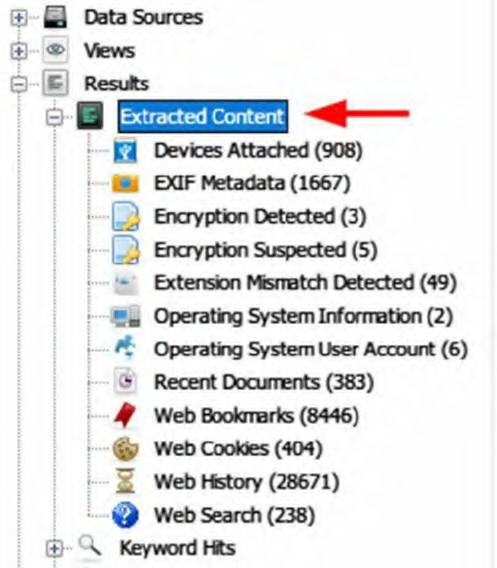 Data Sources
Views
Results
Extracted Content
Devices Attached (908)
EXIF Metadata (1667)
Encryption Detected (3)
Encryption Suspected (5)
Extension Mismatch Detected (49)
Operating System Information (2)
Operating System User Account (6)
Recent Documents (383)
Web Bookmarks (8446)
Web Cookies (404)
Web History (28671)
Web Search (238)
Keyword Hits